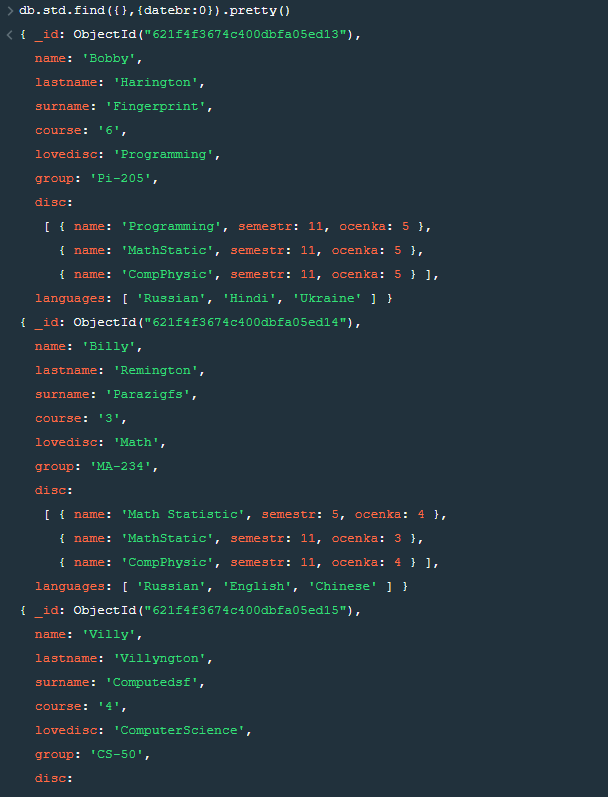 > db.std.find({},{datebr:0}).pretty()
< { _id: ObjectId("621f4f3674c400dbfa05ed13"),
name: 'Bobby',
lastname: 'Harington',
surname: 'Fingerprint',
course: '6',
lovedisc: 'Programming',
group: 'Pi-205',
disc:
[ { name: 'Programming', semestr: 11, ocenka: 5 },
{ name: 'MathStatic', semestr: 11, ocenka: 5 },
{ name: 'CompPhysic', semestr: 11, ocenka: 5 } ],
languages: [ 'Russian', 'Hindi', 'Ukraine' ] }
{ _id: ObjectId("621f4f3674c400dbfa05ed14"),
name: 'Billy',
lastname: 'Remington',
surname: 'Parazigfs',
course: '3',
lovedisc: 'Math',
group: 'MA-234',
disc:
[ { name: 'Math Statistic', semestr: 5, ocenka: 4 },
{ name: 'MathStatic', semestr: 11, ocenka: 3 },
{ name: 'CompPhysic', semestr: 11, ocenka: 4 } ],
languages: [ 'Russian', 'English', 'Chinese' ] }
{ _id: ObjectId("621f4f3674c400dbfa05ed15"),
name: 'Villy',
lastname: 'Villyngton',
surname: 'Computedsf',
course: '4',
lovedisc: 'ComputerScience',
group: 'CS-50',
disc: